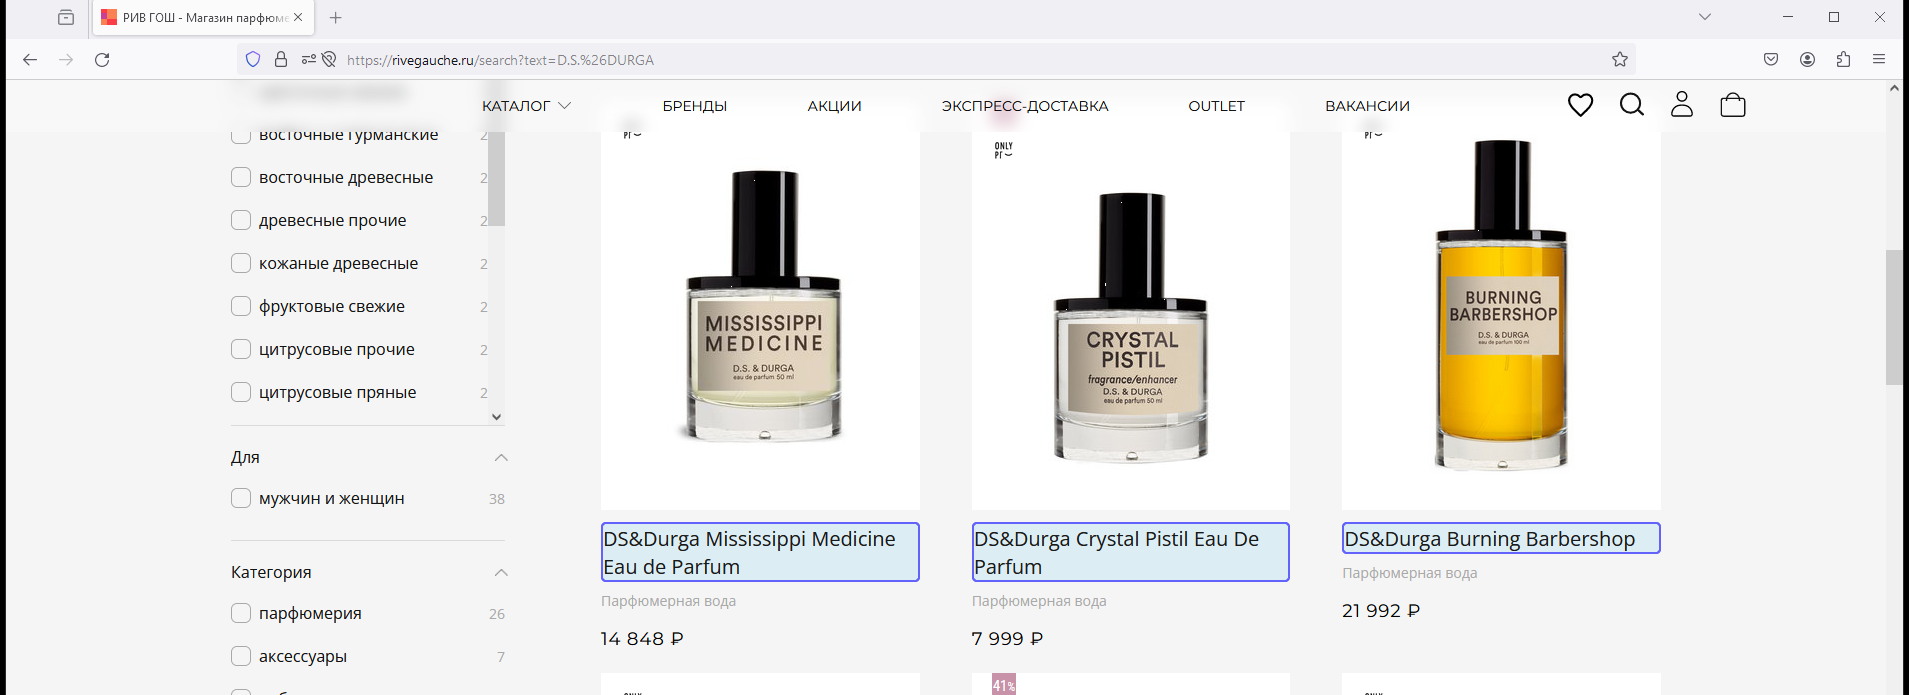 РИВ ГОШ - Магазин парфюме
https://rivegauche.ru/search?text=D.S.%26DURGA
КАТАЛОГ
БРЕНДЫ
АКЦИИ
ЭКСПРЕСС-ДОСТАВКА
OUTLET
ВАКАНСИИ
восточные гурманские 2
восточные древесные 2
древесные прочие 2
кожаные древесные 2
фруктовые свежие 2
цитрусовые прочие 2
цитрусовые пряные 2
Для
мужчин и женщин 38
Категория
парфюмерия 26
аксессуары 7
MISSISSIPPI
MEDICINE
D.S. & DURGA
eau de parfum 50 ml
DS&Durga Mississippi Medicine
Eau de Parfum
Парфюмерная вода
14 848 ₽
ONLY
РГ
CRYSTAL
PISTIL
fragrance/enhancer
D.S. & DURGA
eau de parfum 50 ml
DS&Durga Crystal Pistil Eau De
Parfum
Парфюмерная вода
7 999 ₽
41%
BURNING
BARBERSHOP
D.S. & DURGA
eau de parfum 100 ml
DS&Durga Burning Barbershop
Парфюмерная вода
21 992 ₽